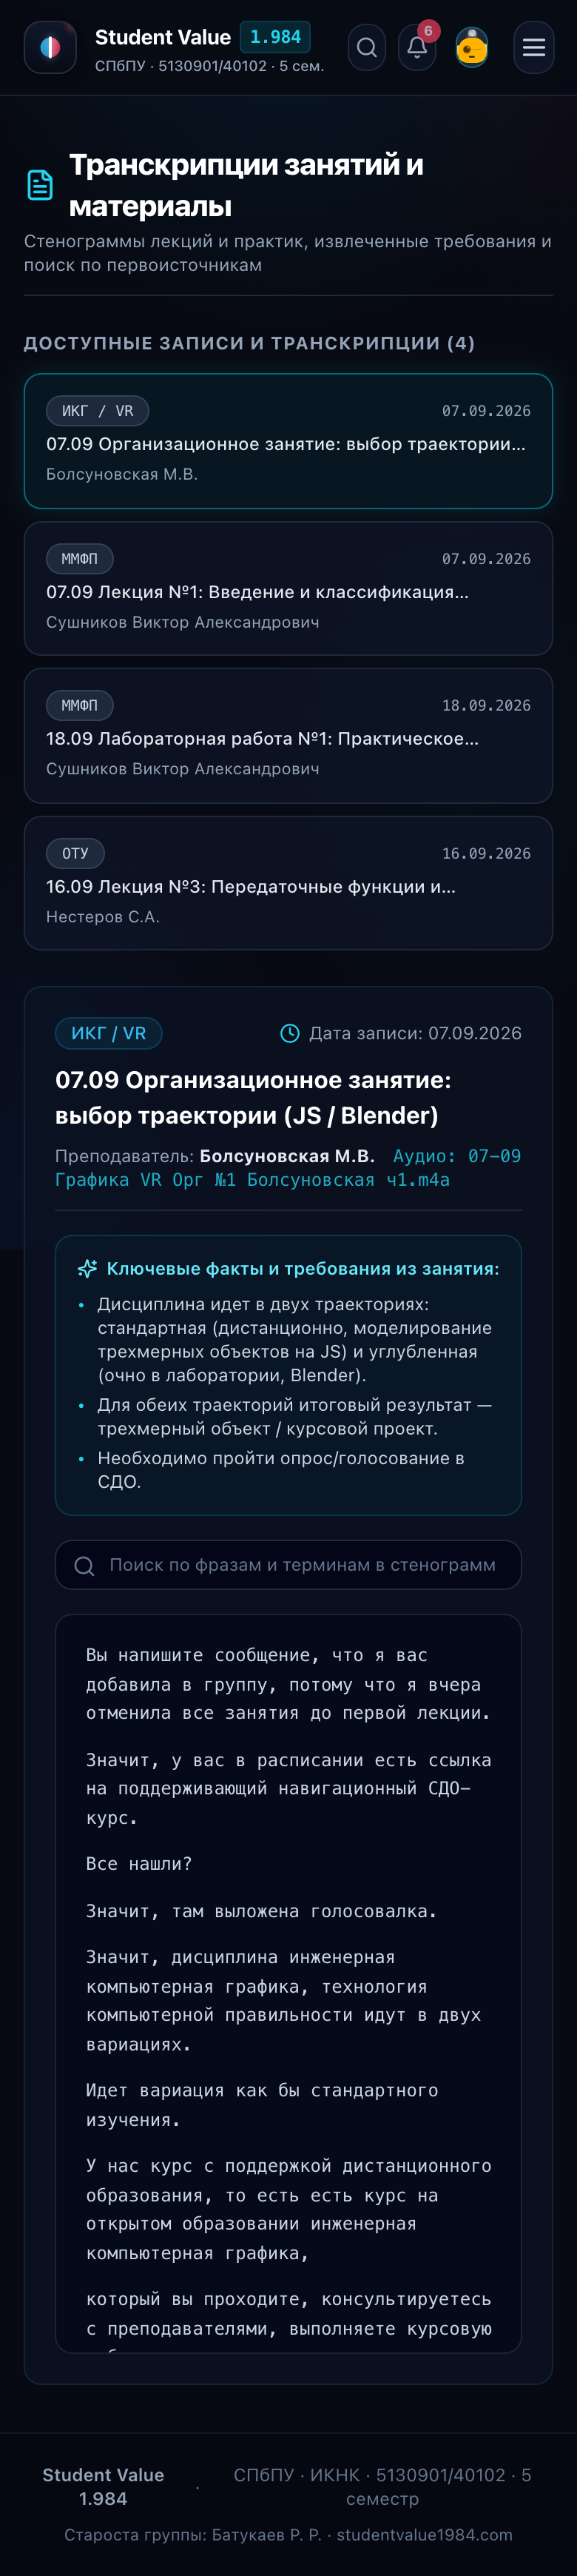 Student Value 1.984
СПбПУ · 5130901/40102 · 5 сем.
6
Транскрипции занятий и
материалы
Стенограммы лекций и практик, извлеченные требования и
поиск по первоисточникам
ДОСТУПНЫЕ ЗАПИСИ И ТРАНСКРИПЦИИ (4)
ИКГ / VR 07.09.2026
07.09 Организационное занятие: выбор траектории...
Болсуновская М.В.
ММФП 07.09.2026
07.09 Лекция №1: Введение и классификация...
Сушников Виктор Александрович
ММФП 18.09.2026
18.09 Лабораторная работа №1: Практическое...
Сушников Виктор Александрович
ОТУ 16.09.2026
16.09 Лекция №3: Передаточные функции и...
Нестеров С.А.
ИКГ / VR Дата записи: 07.09.2026
07.09 Организационное занятие:
выбор траектории (JS / Blender)
Преподаватель: Болсуновская М.В. Аудио: 07-09
Графика VR Орг №1 Болсуновская ч1.m4a
Ключевые факты и требования из занятия:
• Дисциплина идет в двух траекториях:
стандартная (дистанционно, моделирование
трехмерных объектов на JS) и углубленная
(очно в лаборатории, Blender).
• Для обеих траекторий итоговый результат —
трехмерный объект / курсовой проект.
• Необходимо пройти опрос/голосование в
СДО.
Поиск по фразам и терминам в стенограмм
Вы напишите сообщение, что я вас
добавила в группу, потому что я вчера
отменила все занятия до первой лекции.
Значит, у вас в расписании есть ссылка
на поддерживающий навигационный СДО-
курс.
Все нашли?
Значит, там выложена голосовалка.
Значит, дисциплина инженерная
компьютерная графика, технология
компьютерной правильности идут в двух
вариациях.
Идет вариация как бы стандартного
изучения.
У нас курс с поддержкой дистанционного
образования, то есть есть курс на
открытом образовании инженерная
компьютерная графика,
который вы проходите, консультируетесь
с преподавателями, выполняете курсовую
Student Value
1.984
·
СПбПУ · ИКНК · 5130901/40102 · 5
семестр
Староста группы: Батукаев Р. Р. · studentvalue1984.com